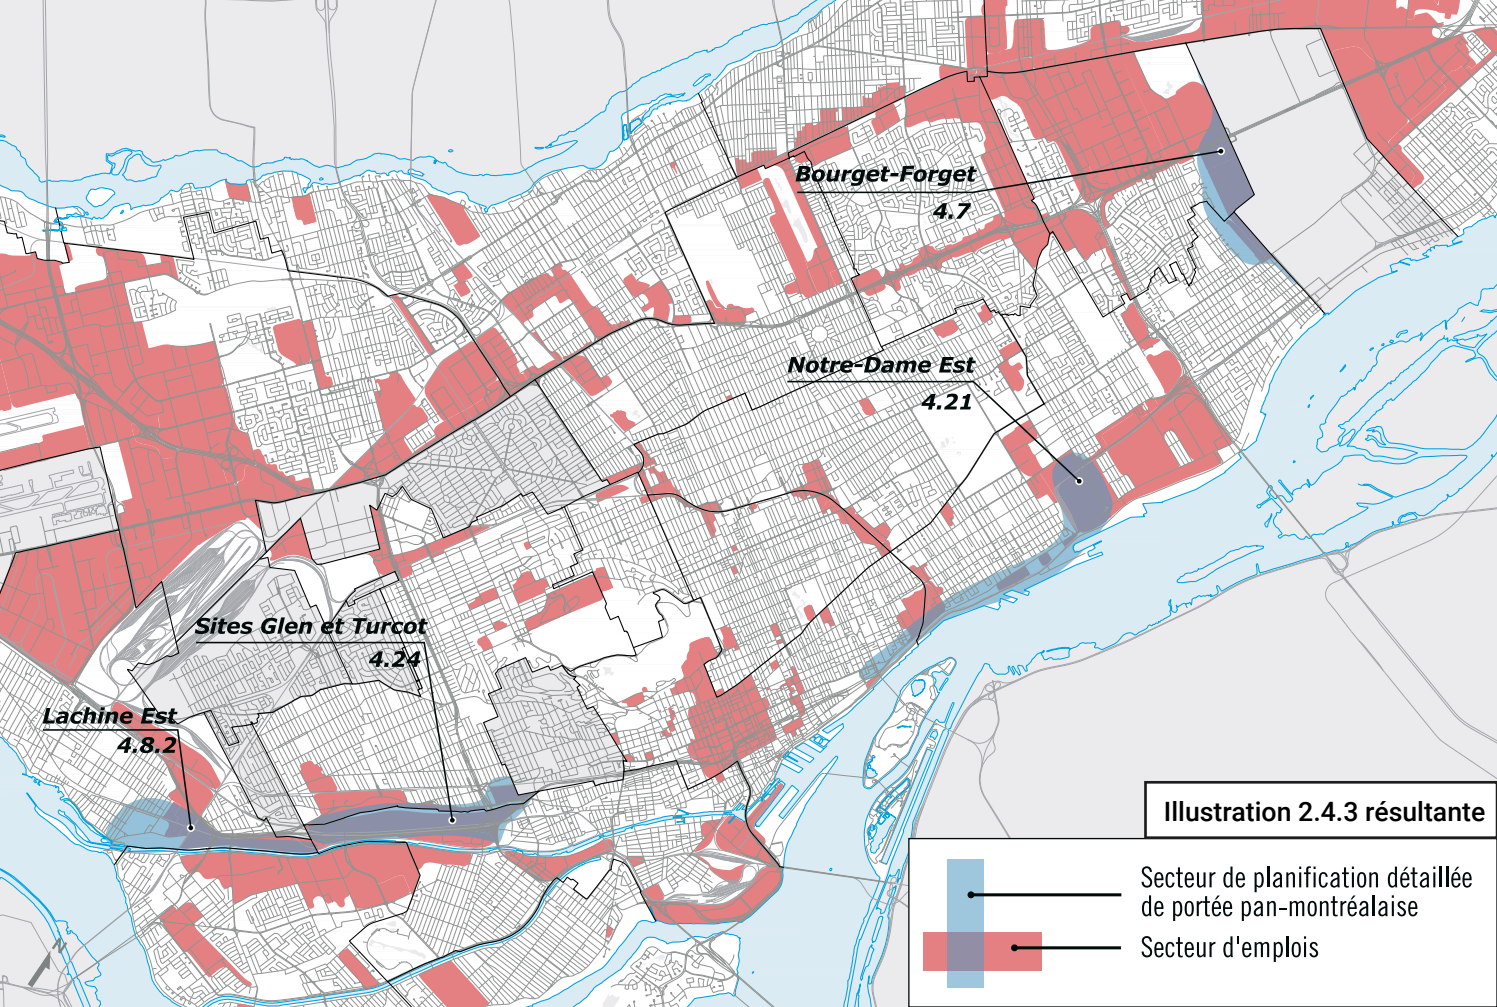 Bourget-Forget
4.7
Notre-Dame Est
4.21
Sites Glen et Turcot
4.24
Lachine Est
4.8.2
N
Illustration 2.4.3 résultante
Secteur de planification détaillée
de portée pan-montréalaise
Secteur d'emplois